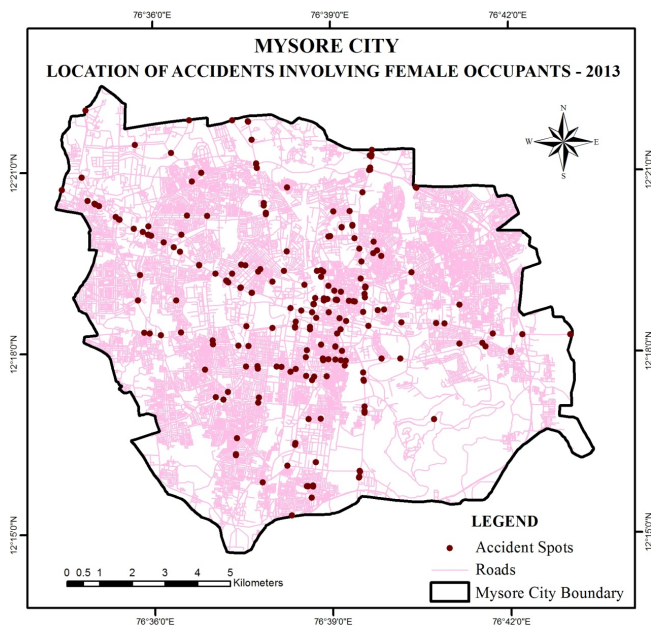 76°36'0"E 76°39'0"E 76°42'0"E
MYSORE CITY
LOCATION OF ACCIDENTS INVOLVING FEMALE OCCUPANTS - 2013
N
W E
S
12°21'0"N 12°21'0"N
12°18'0"N 12°18'0"N
12°15'0"N 12°15'0"N
LEGEND
Accident Spots
Roads
Mysore City Boundary
0 0.5 1 2 3 4 5
Kilometers
76°36'0"E 76°39'0"E 76°42'0"E